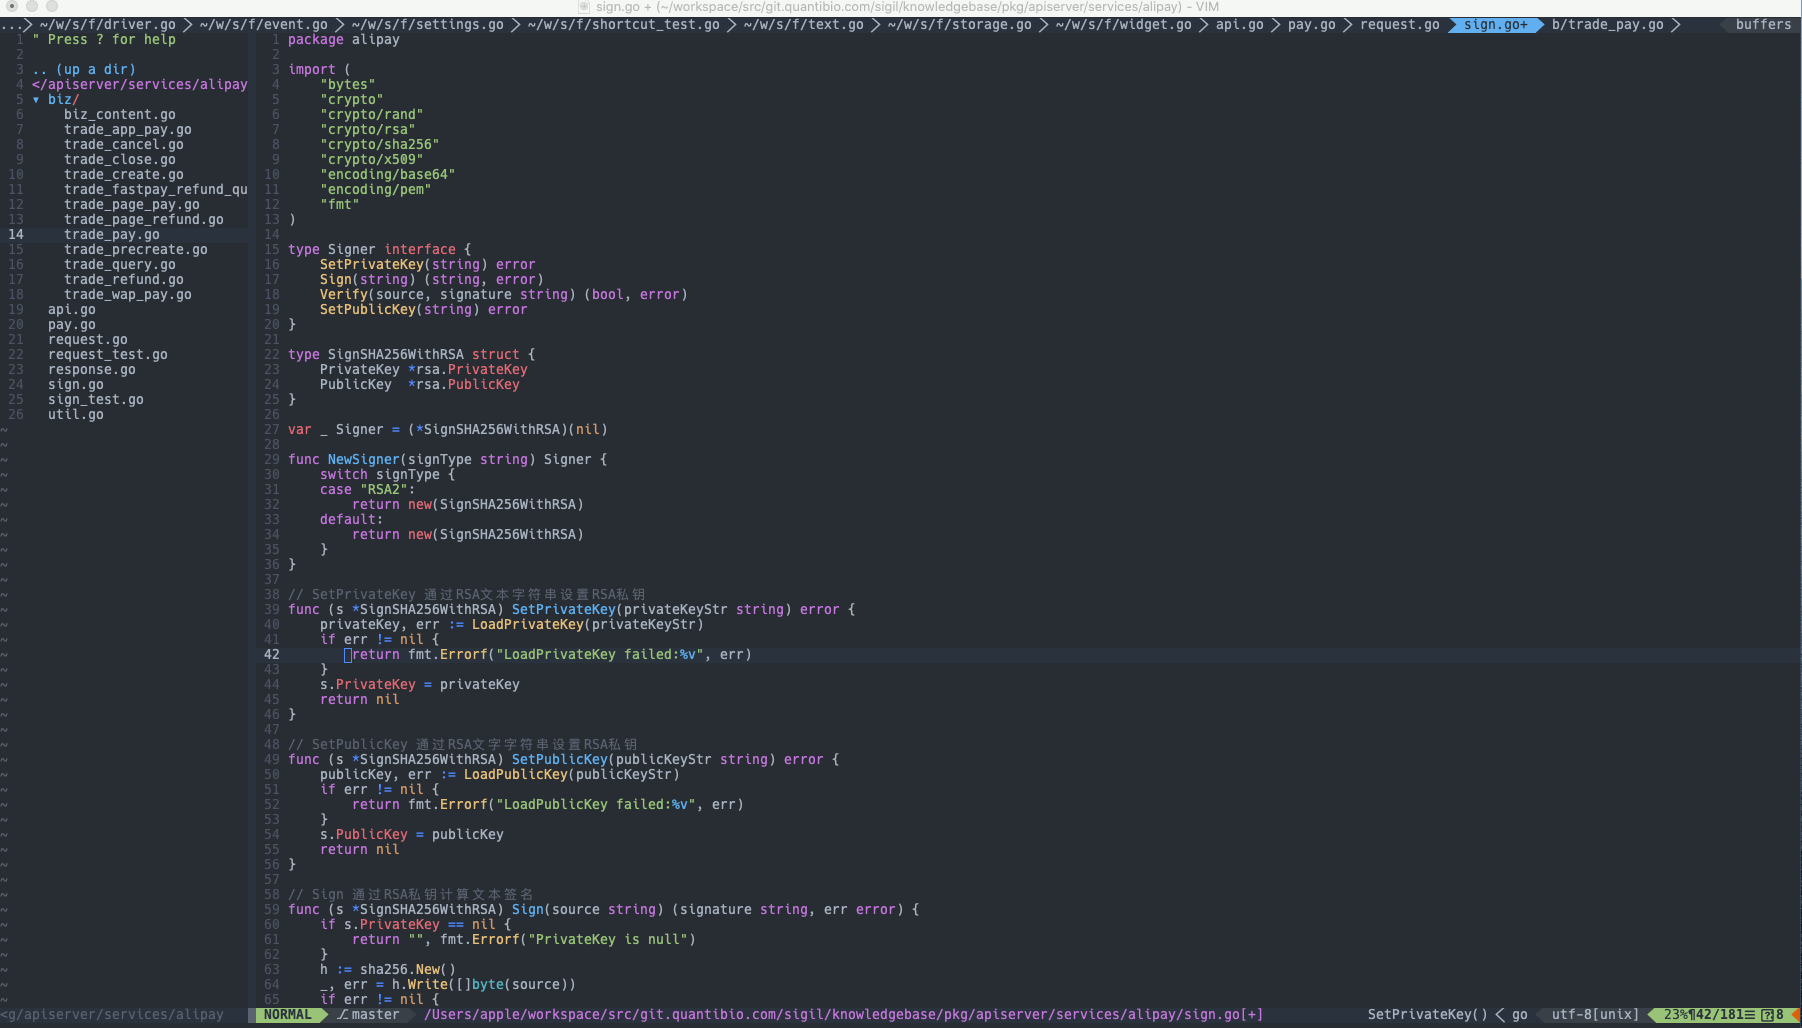 sign.go + (~/workspace/src/git.quantibio.com/sigil/knowledgebase/pkg/apiserver/services/alipay) - VIM
...> ~/w/s/f/driver.go > ~/w/s/f/event.go > ~/w/s/f/settings.go > ~/w/s/f/shortcut_test.go > ~/w/s/f/text.go > ~/w/s/f/storage.go > ~/w/s/f/widget.go > api.go > pay.go > request.go > sign.go+ > b/trade_pay.go > buffers
1 " Press ? for help
2
3 .. (up a dir)
4 </apiserver/services/alipay
5 ▾ biz/
6 biz_content.go
7 trade_app_pay.go
8 trade_cancel.go
9 trade_close.go
10 trade_create.go
11 trade_fastpay_refund_qu
12 trade_page_pay.go
13 trade_page_refund.go
14 trade_pay.go
15 trade_precreate.go
16 trade_query.go
17 trade_refund.go
18 trade_wap_pay.go
19 api.go
20 pay.go
21 request.go
22 request_test.go
23 response.go
24 sign.go
25 sign_test.go
26 util.go
<g/apiserver/services/alipay
1 package alipay
2
3 import (
4     "bytes"
5     "crypto"
6     "crypto/rand"
7     "crypto/rsa"
8     "crypto/sha256"
9     "crypto/x509"
10     "encoding/base64"
11     "encoding/pem"
12     "fmt"
13 )
14
15 type Signer interface {
16     SetPrivateKey(string) error
17     Sign(string) (string, error)
18     Verify(source, signature string) (bool, error)
19     SetPublicKey(string) error
20 }
21
22 type SignSHA256WithRSA struct {
23     PrivateKey *rsa.PrivateKey
24     PublicKey  *rsa.PublicKey
25 }
26
27 var _ Signer = (*SignSHA256WithRSA)(nil)
28
29 func NewSigner(signType string) Signer {
30     switch signType {
31     case "RSA2":
32         return new(SignSHA256WithRSA)
33     default:
34         return new(SignSHA256WithRSA)
35     }
36 }
37
38 // SetPrivateKey 通过RSA文本字符串设置RSA私钥
39 func (s *SignSHA256WithRSA) SetPrivateKey(privateKeyStr string) error {
40     privateKey, err := LoadPrivateKey(privateKeyStr)
41     if err != nil {
42         return fmt.Errorf("LoadPrivateKey failed:%v", err)
43     }
44     s.PrivateKey = privateKey
45     return nil
46 }
47
48 // SetPublicKey 通过RSA文字字符串设置RSA私钥
49 func (s *SignSHA256WithRSA) SetPublicKey(publicKeyStr string) error {
50     publicKey, err := LoadPublicKey(publicKeyStr)
51     if err != nil {
52         return fmt.Errorf("LoadPublicKey failed:%v", err)
53     }
54     s.PublicKey = publicKey
55     return nil
56 }
57
58 // Sign 通过RSA私钥计算文本签名
59 func (s *SignSHA256WithRSA) Sign(source string) (signature string, err error) {
60     if s.PrivateKey == nil {
61         return "", fmt.Errorf("PrivateKey is null")
62     }
63     h := sha256.New()
64     _, err = h.Write([]byte(source))
65     if err != nil {
NORMAL master /Users/apple/workspace/src/git.quantibio.com/sigil/knowledgebase/pkg/apiserver/services/alipay/sign.go[+] SetPrivateKey() < go utf-8[unix] 23%¶42/181☰ 8